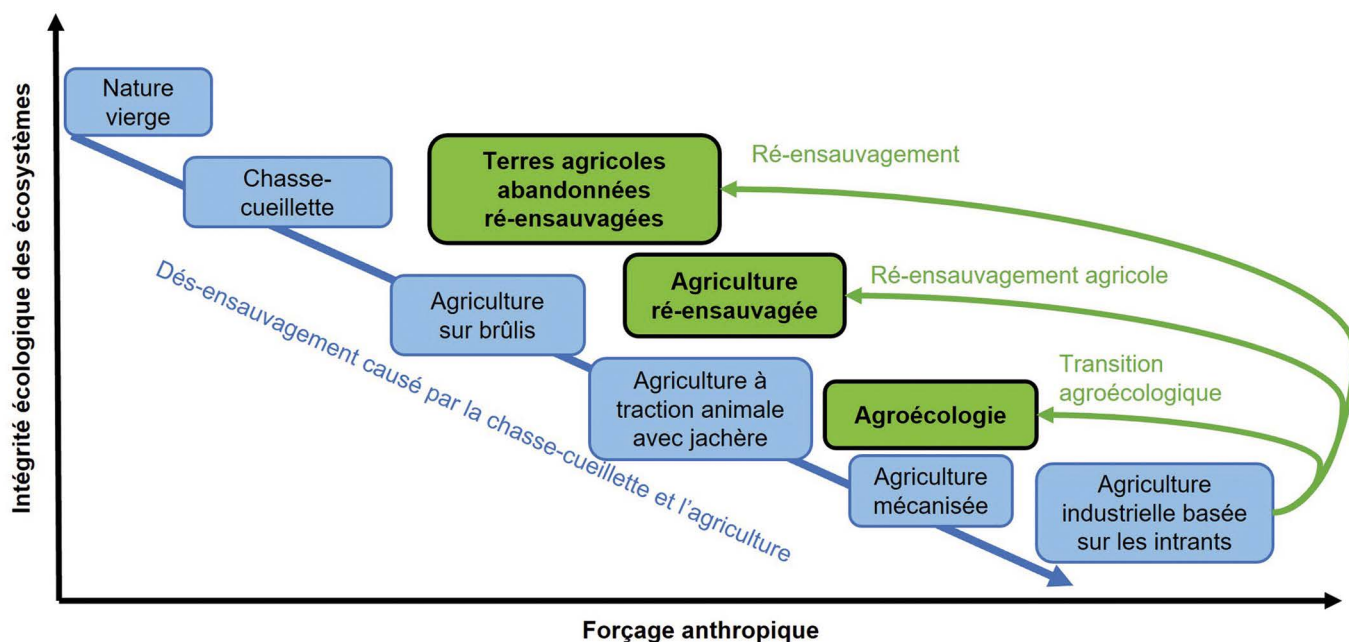 Intégrité écologique des écosystèmes
Nature
vierge
Chasse-
cueillette
Terres agricoles
abandonnées
ré-ensauvagées
Ré-ensauvagement
Agriculture
sur brûlis
Agriculture
ré-ensauvagée
Ré-ensauvagement agricole
Dés-ensauvagement causé par la chasse-cueillette et l'agriculture
Agriculture à
traction animale
avec jachère
Agroécologie
Transition
agroécologique
Agriculture
mécanisée
Agriculture
industrielle basée
sur les intrants
Forçage anthropique